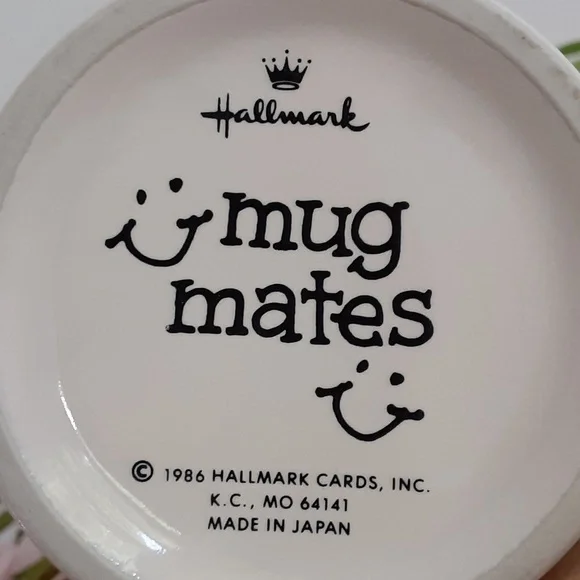 Hallmark
mug
mates
© 1986 HALLMARK CARDS, INC.
K.C., MO 64141
MADE IN JAPAN